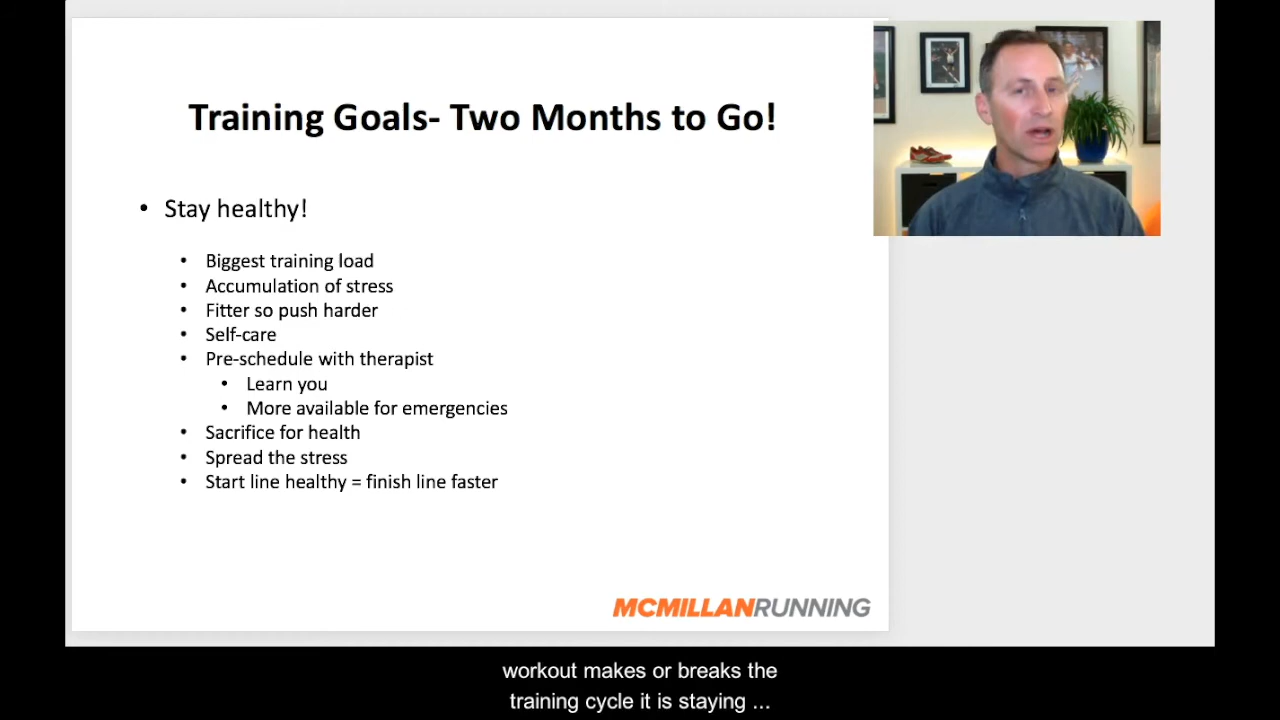 Training Goals- Two Months to Go!
• Stay healthy!
• Biggest training load
• Accumulation of stress
• Fitter so push harder
• Self-care
• Pre-schedule with therapist
• Learn you
• More available for emergencies
• Sacrifice for health
• Spread the stress
• Start line healthy = finish line faster
MCMILLANRUNNING
workout makes or breaks the
training cycle it is staying ...